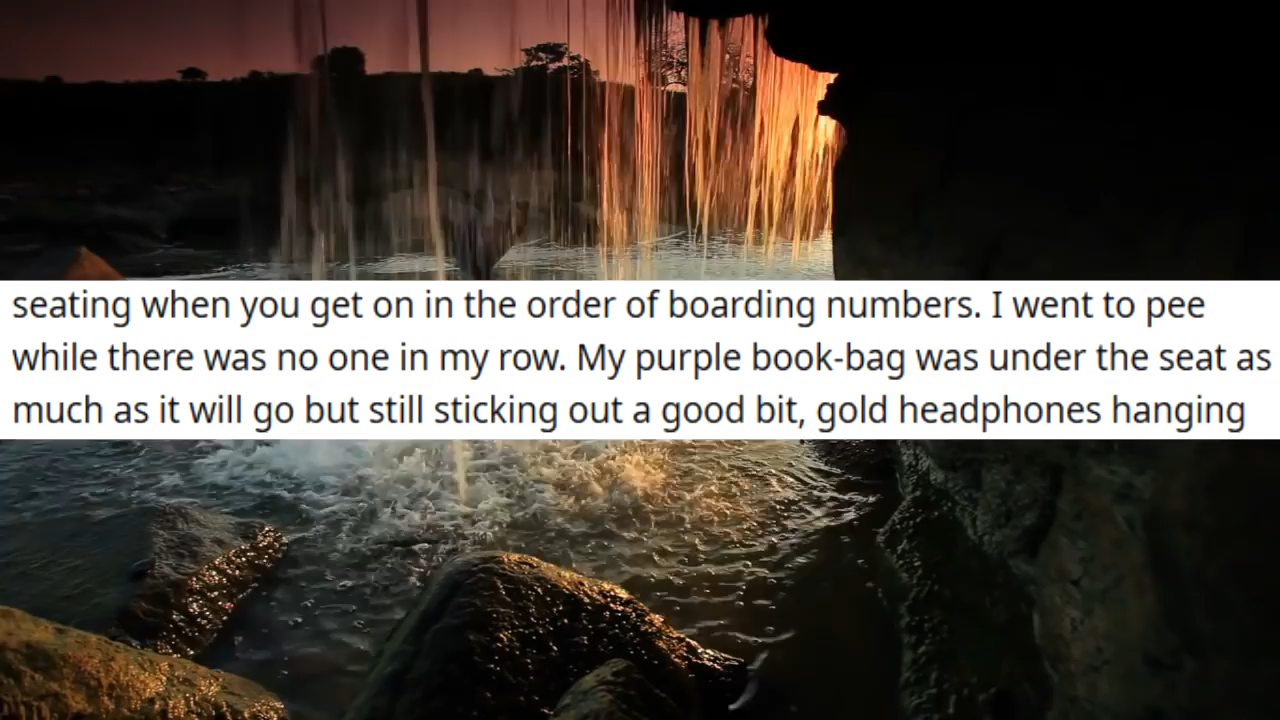 seating when you get on in the order of boarding numbers. I went to pee
while there was no one in my row. My purple book-bag was under the seat as
much as it will go but still sticking out a good bit, gold headphones hanging